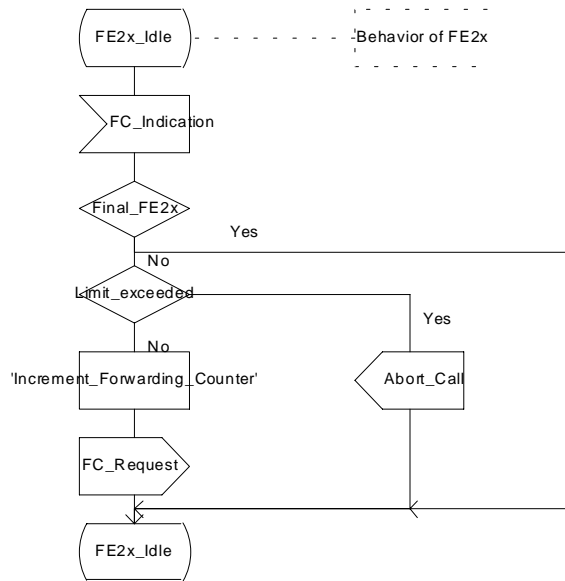 FE2x_Idle
Behavior of FE2x
FC_Indication
Final_FE2x
Yes
No
Limit_exceeded
Yes
No
'Increment_Forwarding_Counter'
Abort_Call
FC_Request
FE2x_Idle